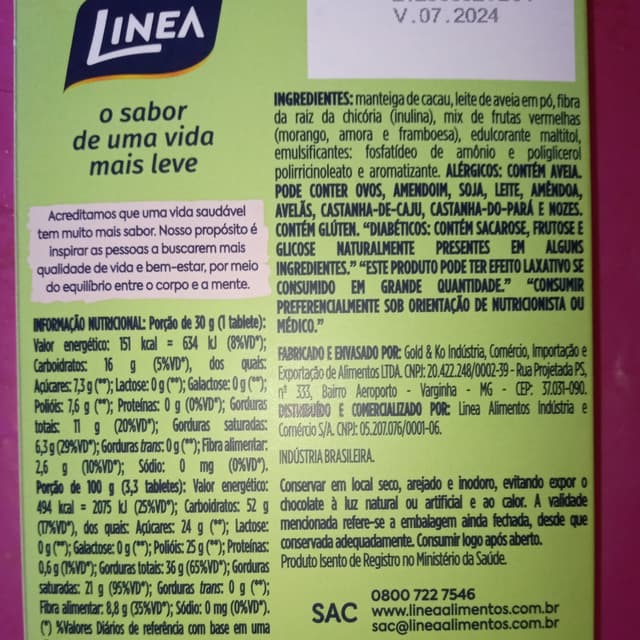 LINEA
V.07.2024
o sabor
de uma vida
mais leve
Acreditamos que uma vida saudável
tem muito mais sabor. Nosso propósito é
inspirar as pessoas a buscarem mais
qualidade de vida e bem-estar, por meio
do equilíbrio entre o corpo e a mente.
INFORMAÇÃO NUTRICIONAL: Porção de 30 g (1 tablete):
Valor energético: 151 kcal = 634 kJ (8%VD*);
Carboidratos: 16 g (5%VD*), dos quais:
Açúcares: 7,3 g (**); Lactose: 0 g (**); Galactose: 0 g (**);
Polióis: 7,6 g (**); Proteínas: 0 g (0%VD*); Gorduras
totais: 11 g (20%VD*); Gorduras saturadas:
6,3 g (29%VD*); Gorduras trans: 0 g (**); Fibra alimentar:
2,6 g (10%VD*); Sódio: 0 mg (0%VD*).
Porção de 100 g (3,3 tabletes): Valor energético:
494 kcal = 2075 kJ (25%VD*); Carboidratos: 52 g
(17%VD*), dos quais: Açúcares: 24 g (**); Lactose:
0 g (**); Galactose: 0 g (**); Polióis: 25 g (**); Proteínas:
0,6 g (1%VD*); Gorduras totais: 36 g (65%VD*); Gorduras
saturadas: 21 g (95%VD*); Gorduras trans: 0 g (**);
Fibra alimentar: 8,8 g (35%VD*); Sódio: 0 mg (0%VD*).
(*) %Valores Diários de referência com base em uma
INGREDIENTES: manteiga de cacau, leite de aveia em pó, fibra
da raiz da chicória (inulina), mix de frutas vermelhas
(morango, amora e framboesa), edulcorante maltitol,
emulsificantes: fosfatídeo de amônio e poliglicerol
polirricinoleato e aromatizante. ALÉRGICOS: CONTÉM AVEIA.
PODE CONTER OVOS, AMENDOIM, SOJA, LEITE, AMÊNDOA,
AVELÃS, CASTANHA-DE-CAJU, CASTANHA-DO-PARÁ E NOZES.
CONTÉM GLÚTEN. "DIABÉTICOS: CONTÉM SACAROSE, FRUTOSE E
GLICOSE NATURALMENTE PRESENTES EM ALGUNS
INGREDIENTES." "ESTE PRODUTO PODE TER EFEITO LAXATIVO SE
CONSUMIDO EM GRANDE QUANTIDADE." "CONSUMIR
PREFERENCIALMENTE SOB ORIENTAÇÃO DE NUTRICIONISTA OU
MÉDICO."
FABRICADO E ENVASADO POR: Gold & Ko Indústria, Comércio, Importação e
Exportação de Alimentos LTDA. CNPJ: 20.422.248/0002-39 - Rua Projetada PS,
nº 333, Bairro Aeroporto - Varginha - MG - CEP: 37.031-090.
DISTRIBUÍDO E COMERCIALIZADO POR: Linea Alimentos Indústria e
Comércio S/A. CNPJ: 05.207.076/0001-06.
INDÚSTRIA BRASILEIRA.
Conservar em local seco, arejado e inodoro, evitando expor o
chocolate à luz natural ou artificial e ao calor. A validade
mencionada refere-se a embalagem ainda fechada, desde que
conservada adequadamente. Consumir logo após aberto.
Produto Isento de Registro no Ministério da Saúde.
SAC
0800 722 7546
www.lineaalimentos.com.br
sac@lineaalimentos.com.br